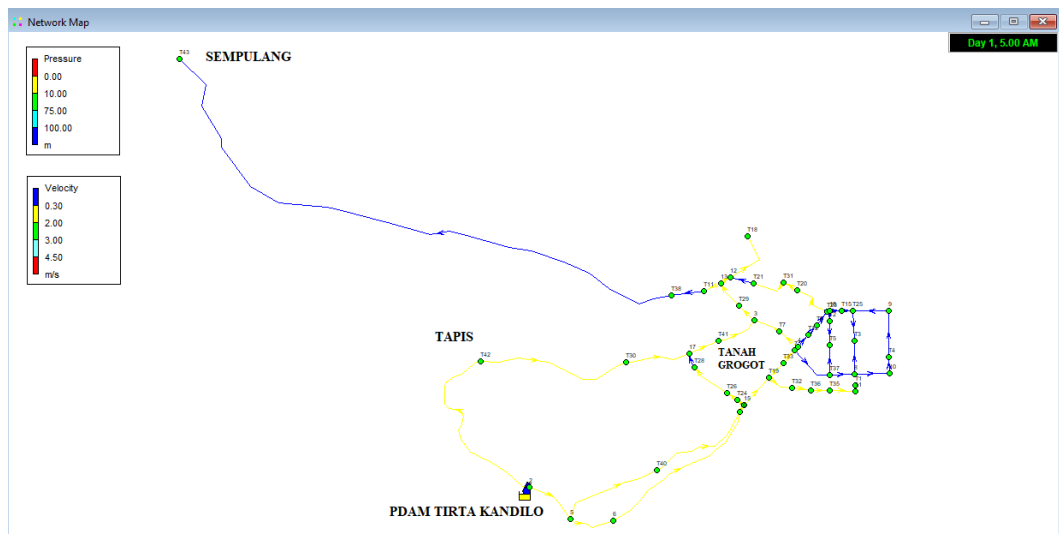 Network Map
Day 1, 5.00 AM
Pressure
0.00
10.00
75.00
100.00
m
Velocity
0.30
2.00
3.00
4.50
m/s
T43
SEMPULANG
T18
12
13
T21
T31
T20
T11
T38
T29
3
T7
T15
T25
9
T3
T4
T5
T41
17
TAPIS
TANAH
GROGOT
T42
T30
T28
T33
T19
T37
T32
T36
T35
T1
T26
T24
15
T40
2
PDAM TIRTA KANDILO
5
6